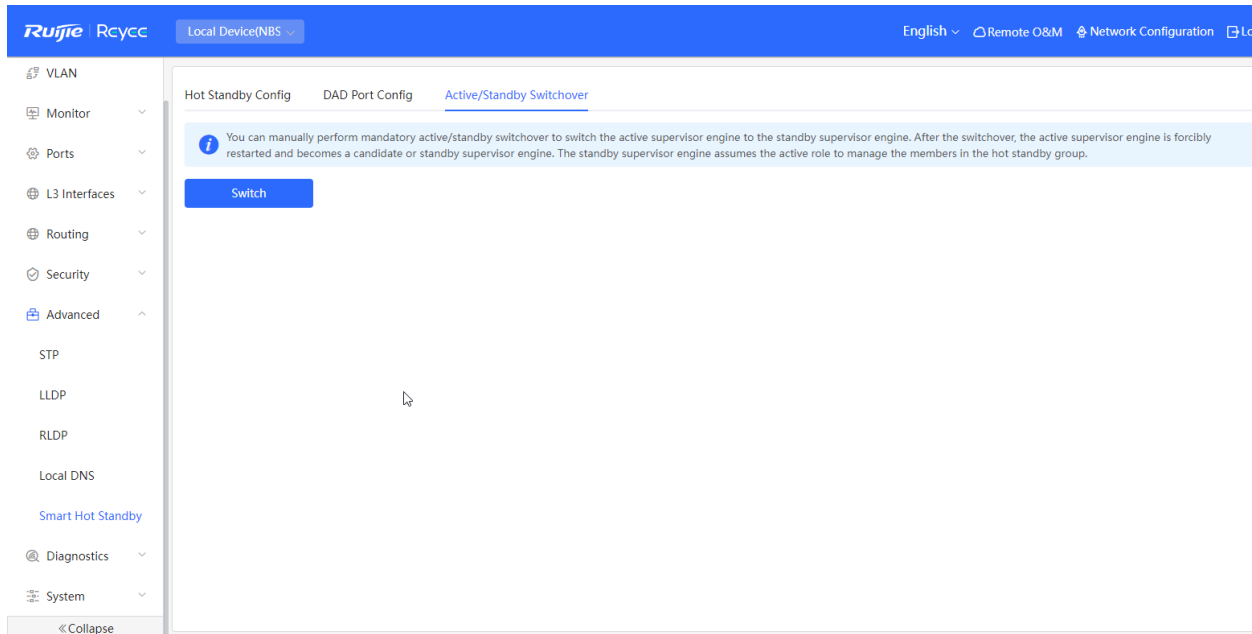 Ruijie | Rcycc Local Device(NBS English Remote O&M Network Configuration Lo
VLAN
Monitor
Ports
L3 Interfaces
Routing
Security
Advanced
STP
LLDP
RLDP
Local DNS
Smart Hot Standby
Diagnostics
System
«Collapse
Hot Standby Config DAD Port Config Active/Standby Switchover
You can manually perform mandatory active/standby switchover to switch the active supervisor engine to the standby supervisor engine. After the switchover, the active supervisor engine is forcibly
restarted and becomes a candidate or standby supervisor engine. The standby supervisor engine assumes the active role to manage the members in the hot standby group.
Switch